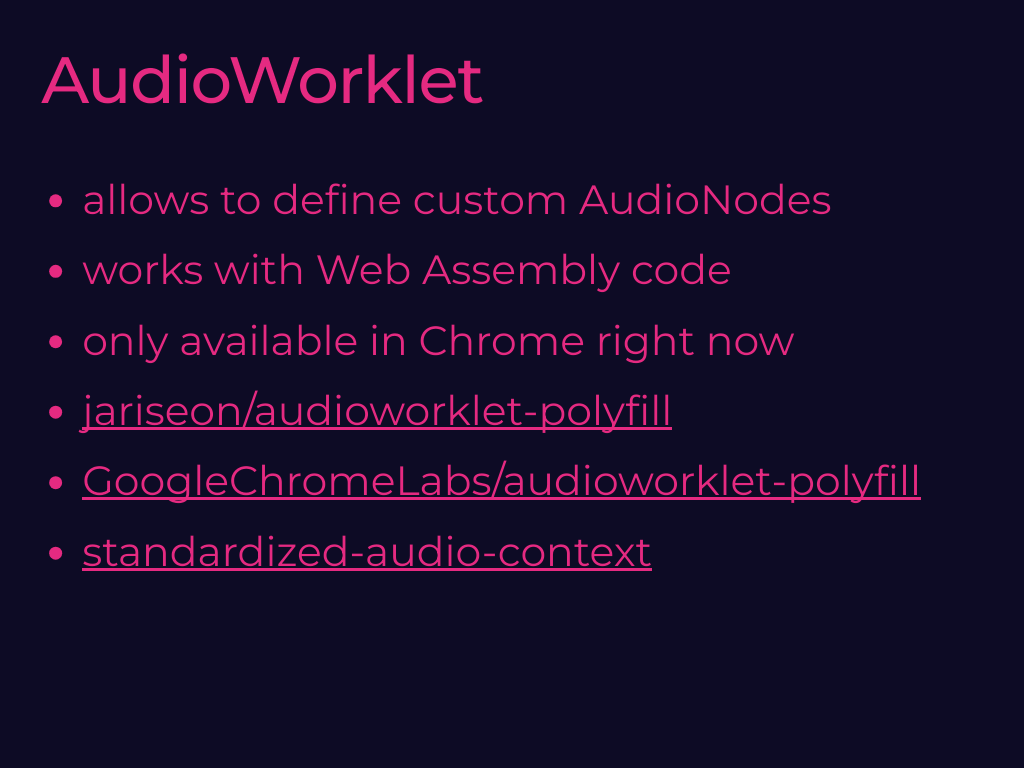 AudioWorklet
• allows to define custom AudioNodes
• works with Web Assembly code
• only available in Chrome right now
• jariseon/audioworklet-polyfill
• GoogleChromeLabs/audioworklet-polyfill
• standardized-audio-context